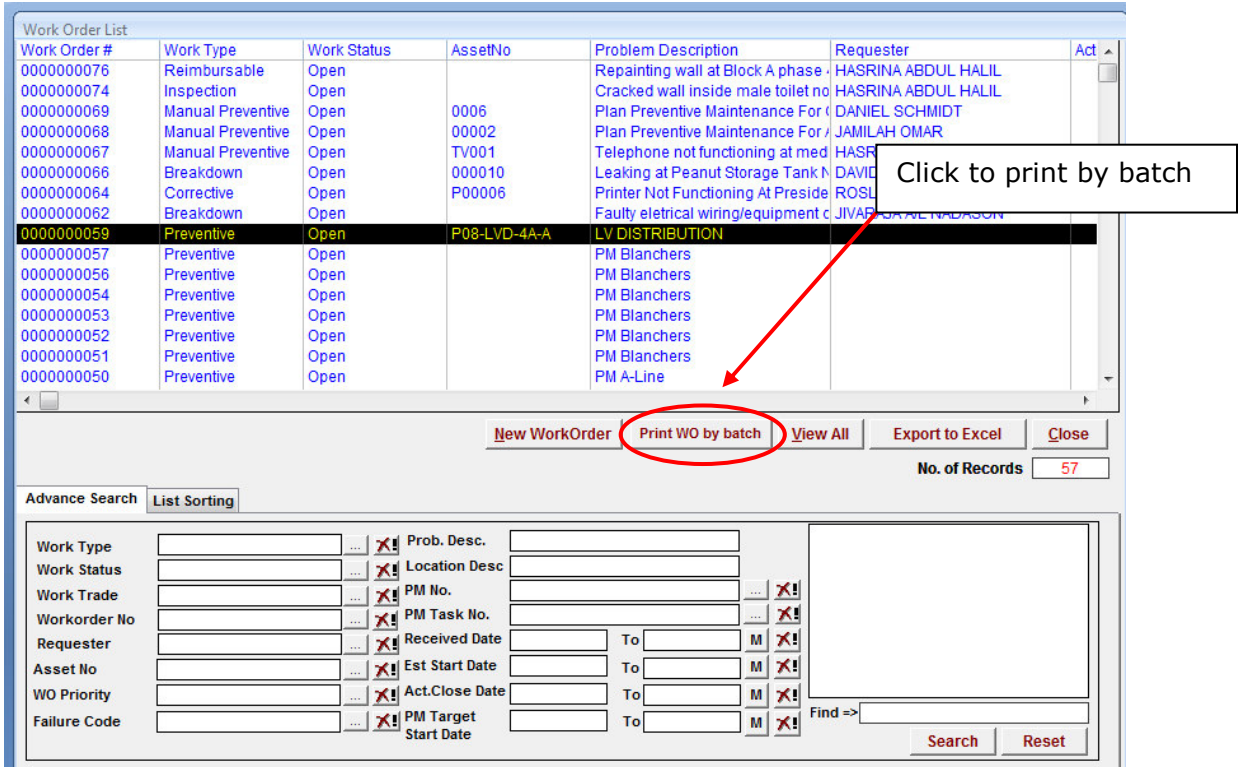 Work Order List
Work Order # Work Type Work Status AssetNo Problem Description Requester Act
0000000076 Reimbursable Open Repainting wall at Block A phase HASRINA ABDUL HALIL
0000000074 Inspection Open Cracked wall inside male toilet no HASRINA ABDUL HALIL
0000000069 Manual Preventive Open 0006 Plan Preventive Maintenance For DANIEL SCHMIDT
0000000068 Manual Preventive Open 00002 Plan Preventive Maintenance For JAMILAH OMAR
0000000067 Manual Preventive Open TV001 Telephone not functioning at med HASR
0000000066 Breakdown Open 000010 Leaking at Peanut Storage Tank DAVID
0000000064 Corrective Open P00006 Printer Not Functioning At Preside ROSL
0000000062 Breakdown Open Faulty eletrical wiring/equipment
Click to print by batch
0000000059 Preventive Open P08-LVD-4A-A LV DISTRIBUTION
0000000057 Preventive Open PM Blanchers
0000000056 Preventive Open PM Blanchers
0000000054 Preventive Open PM Blanchers
0000000053 Preventive Open PM Blanchers
0000000052 Preventive Open PM Blanchers
0000000051 Preventive Open PM Blanchers
0000000050 Preventive Open PM A-Line
New WorkOrder Print WO by batch View All Export to Excel Close
No. of Records 57
Advance Search List Sorting
Work Type ... X! Prob. Desc.
Work Status ... X! Location Desc
Work Trade ... X! PM No. ... X!
Workorder No ... X! PM Task No. ... X!
Requester ... X! Received Date To M X!
Asset No ... X! Est Start Date To M X!
WO Priority ... X! Act.Close Date To M X!
Failure Code ... X! PM Target Start Date To M X!
Find =>
Search Reset